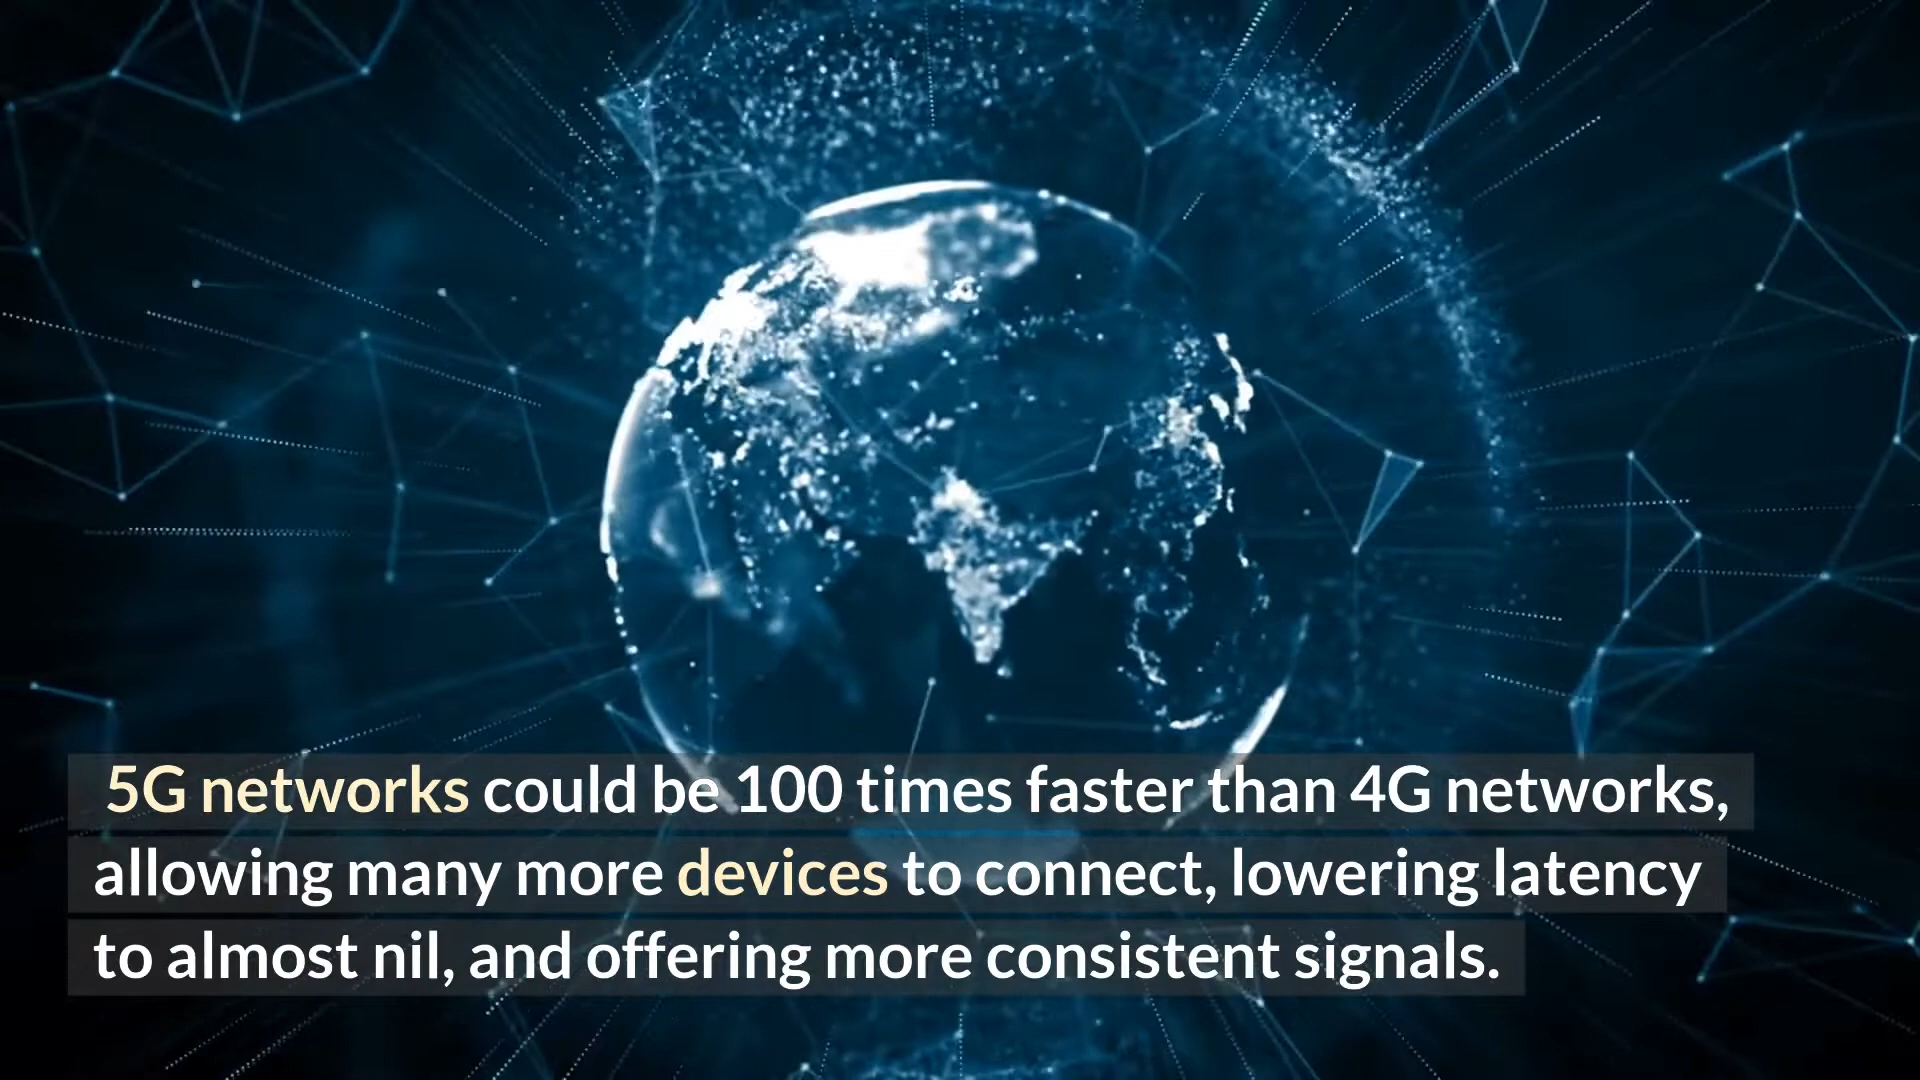 5G networks could be 100 times faster than 4G networks,
allowing many more devices to connect, lowering latency
to almost nil, and offering more consistent signals.